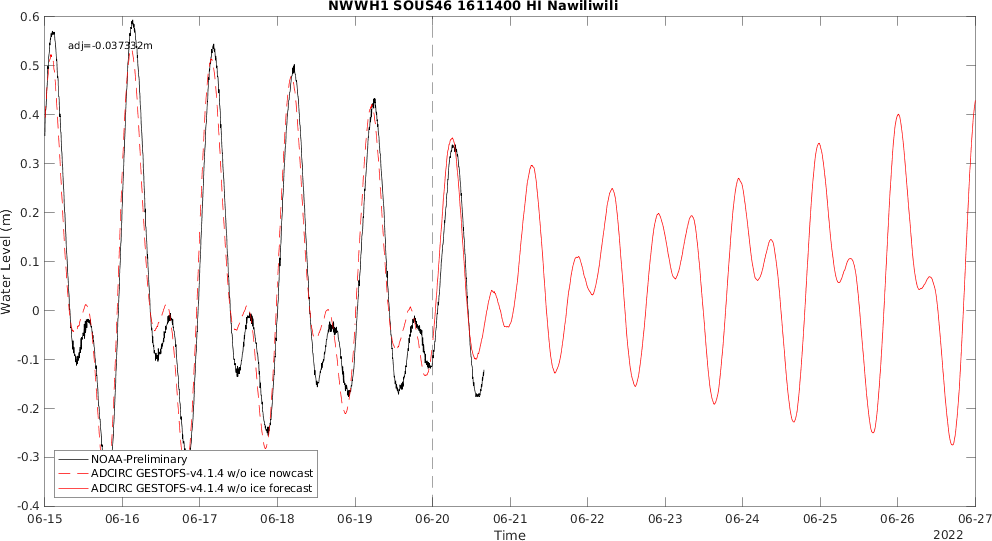 NWWH1 SOUS46 1611400 HI Nawiliwili
adj=-0.037332m
Water Level (m)
0.6
0.5
0.4
0.3
0.2
0.1
0
-0.1
-0.2
-0.3
-0.4
NOAA-Preliminary
ADCIRC GESTOFS-v4.1.4 w/o ice nowcast
ADCIRC GESTOFS-v4.1.4 w/o ice forecast
06-15 06-16 06-17 06-18 06-19 06-20 06-21 06-22 06-23 06-24 06-25 06-26 06-27
Time
2022